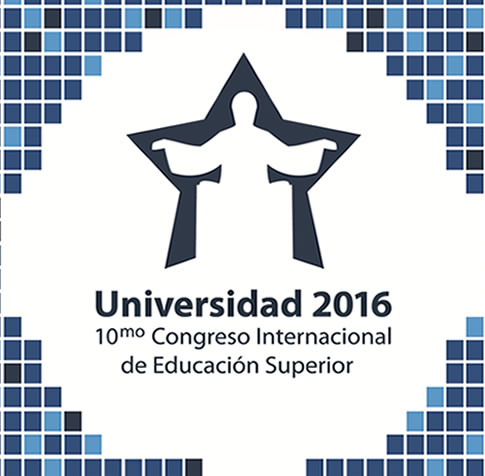 Universidad 2016
10mo Congreso Internacional
de Educación Superior